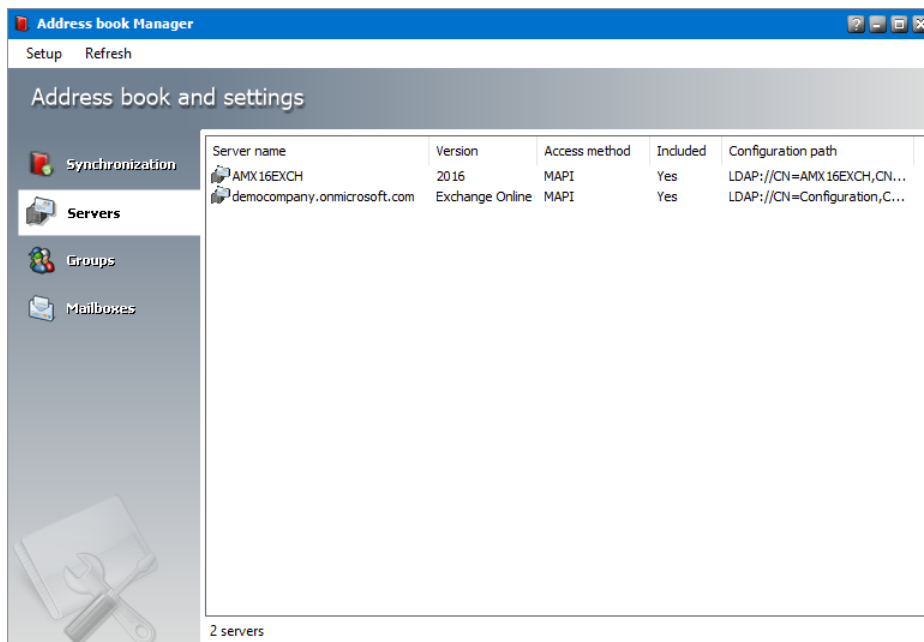 Address book Manager
Setup Refresh
Address book and settings
Synchronization
Servers
Groups
Mailboxes
Server name Version Access method Included Configuration path
AMX16EXCH 2016 MAPI Yes LDAP://CN=AMX16EXCH,CN...
democompany.onmicrosoft.com Exchange Online MAPI Yes LDAP://CN=Configuration,C...
2 servers